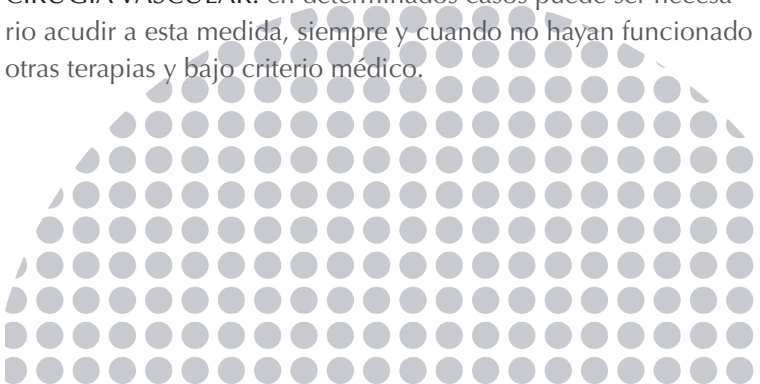 CIRUGÍA VASCULAR: en determinados casos puede ser necesa-
rio acudir a esta medida, siempre y cuando no hayan funcionado
otras terapias y bajo criterio médico.